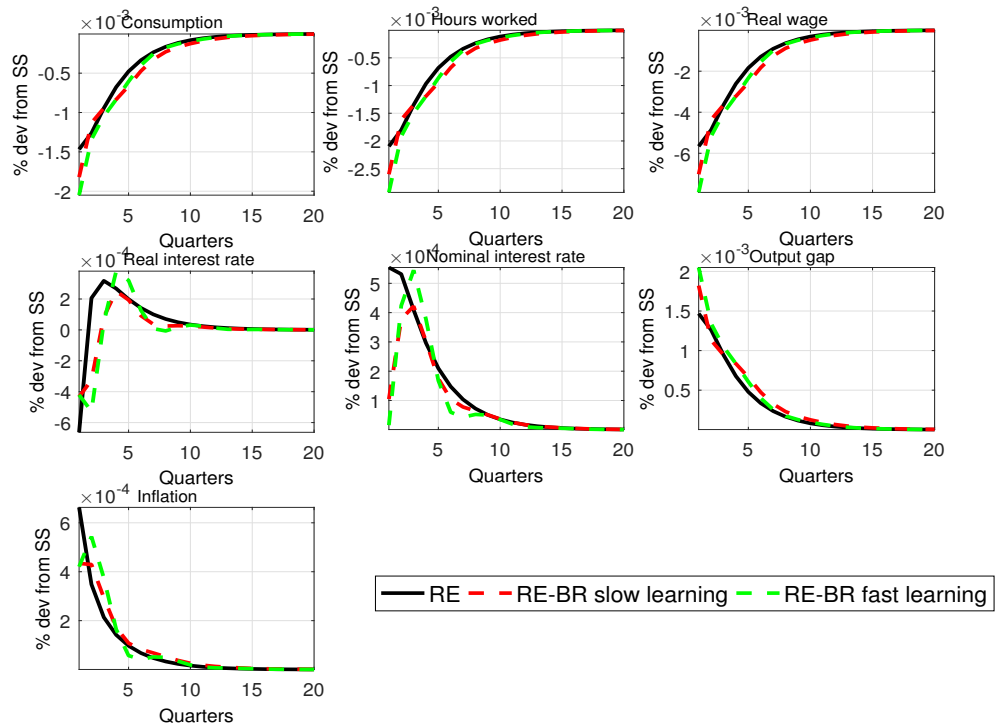 ×10⁻³ Consumption
% dev from SS
-0.5
-1
-1.5
-2
5 10 15 20
Quarters
×10⁻³ Hours worked
% dev from SS
-0.5
-1
-1.5
-2
-2.5
5 10 15 20
Quarters
×10⁻³ Real wage
% dev from SS
-2
-4
-6
5 10 15 20
Quarters
×10⁻⁴ Real interest rate
% dev from SS
2
0
-2
-4
-6
5 10 15 20
Quarters
×10⁻⁴ Nominal interest rate
% dev from SS
5
4
3
2
1
5 10 15 20
Quarters
×10⁻³ Output gap
% dev from SS
2
1.5
1
0.5
5 10 15 20
Quarters
×10⁻⁴ Inflation
% dev from SS
6
4
2
5 10 15 20
Quarters
RE RE-BR slow learning RE-BR fast learning